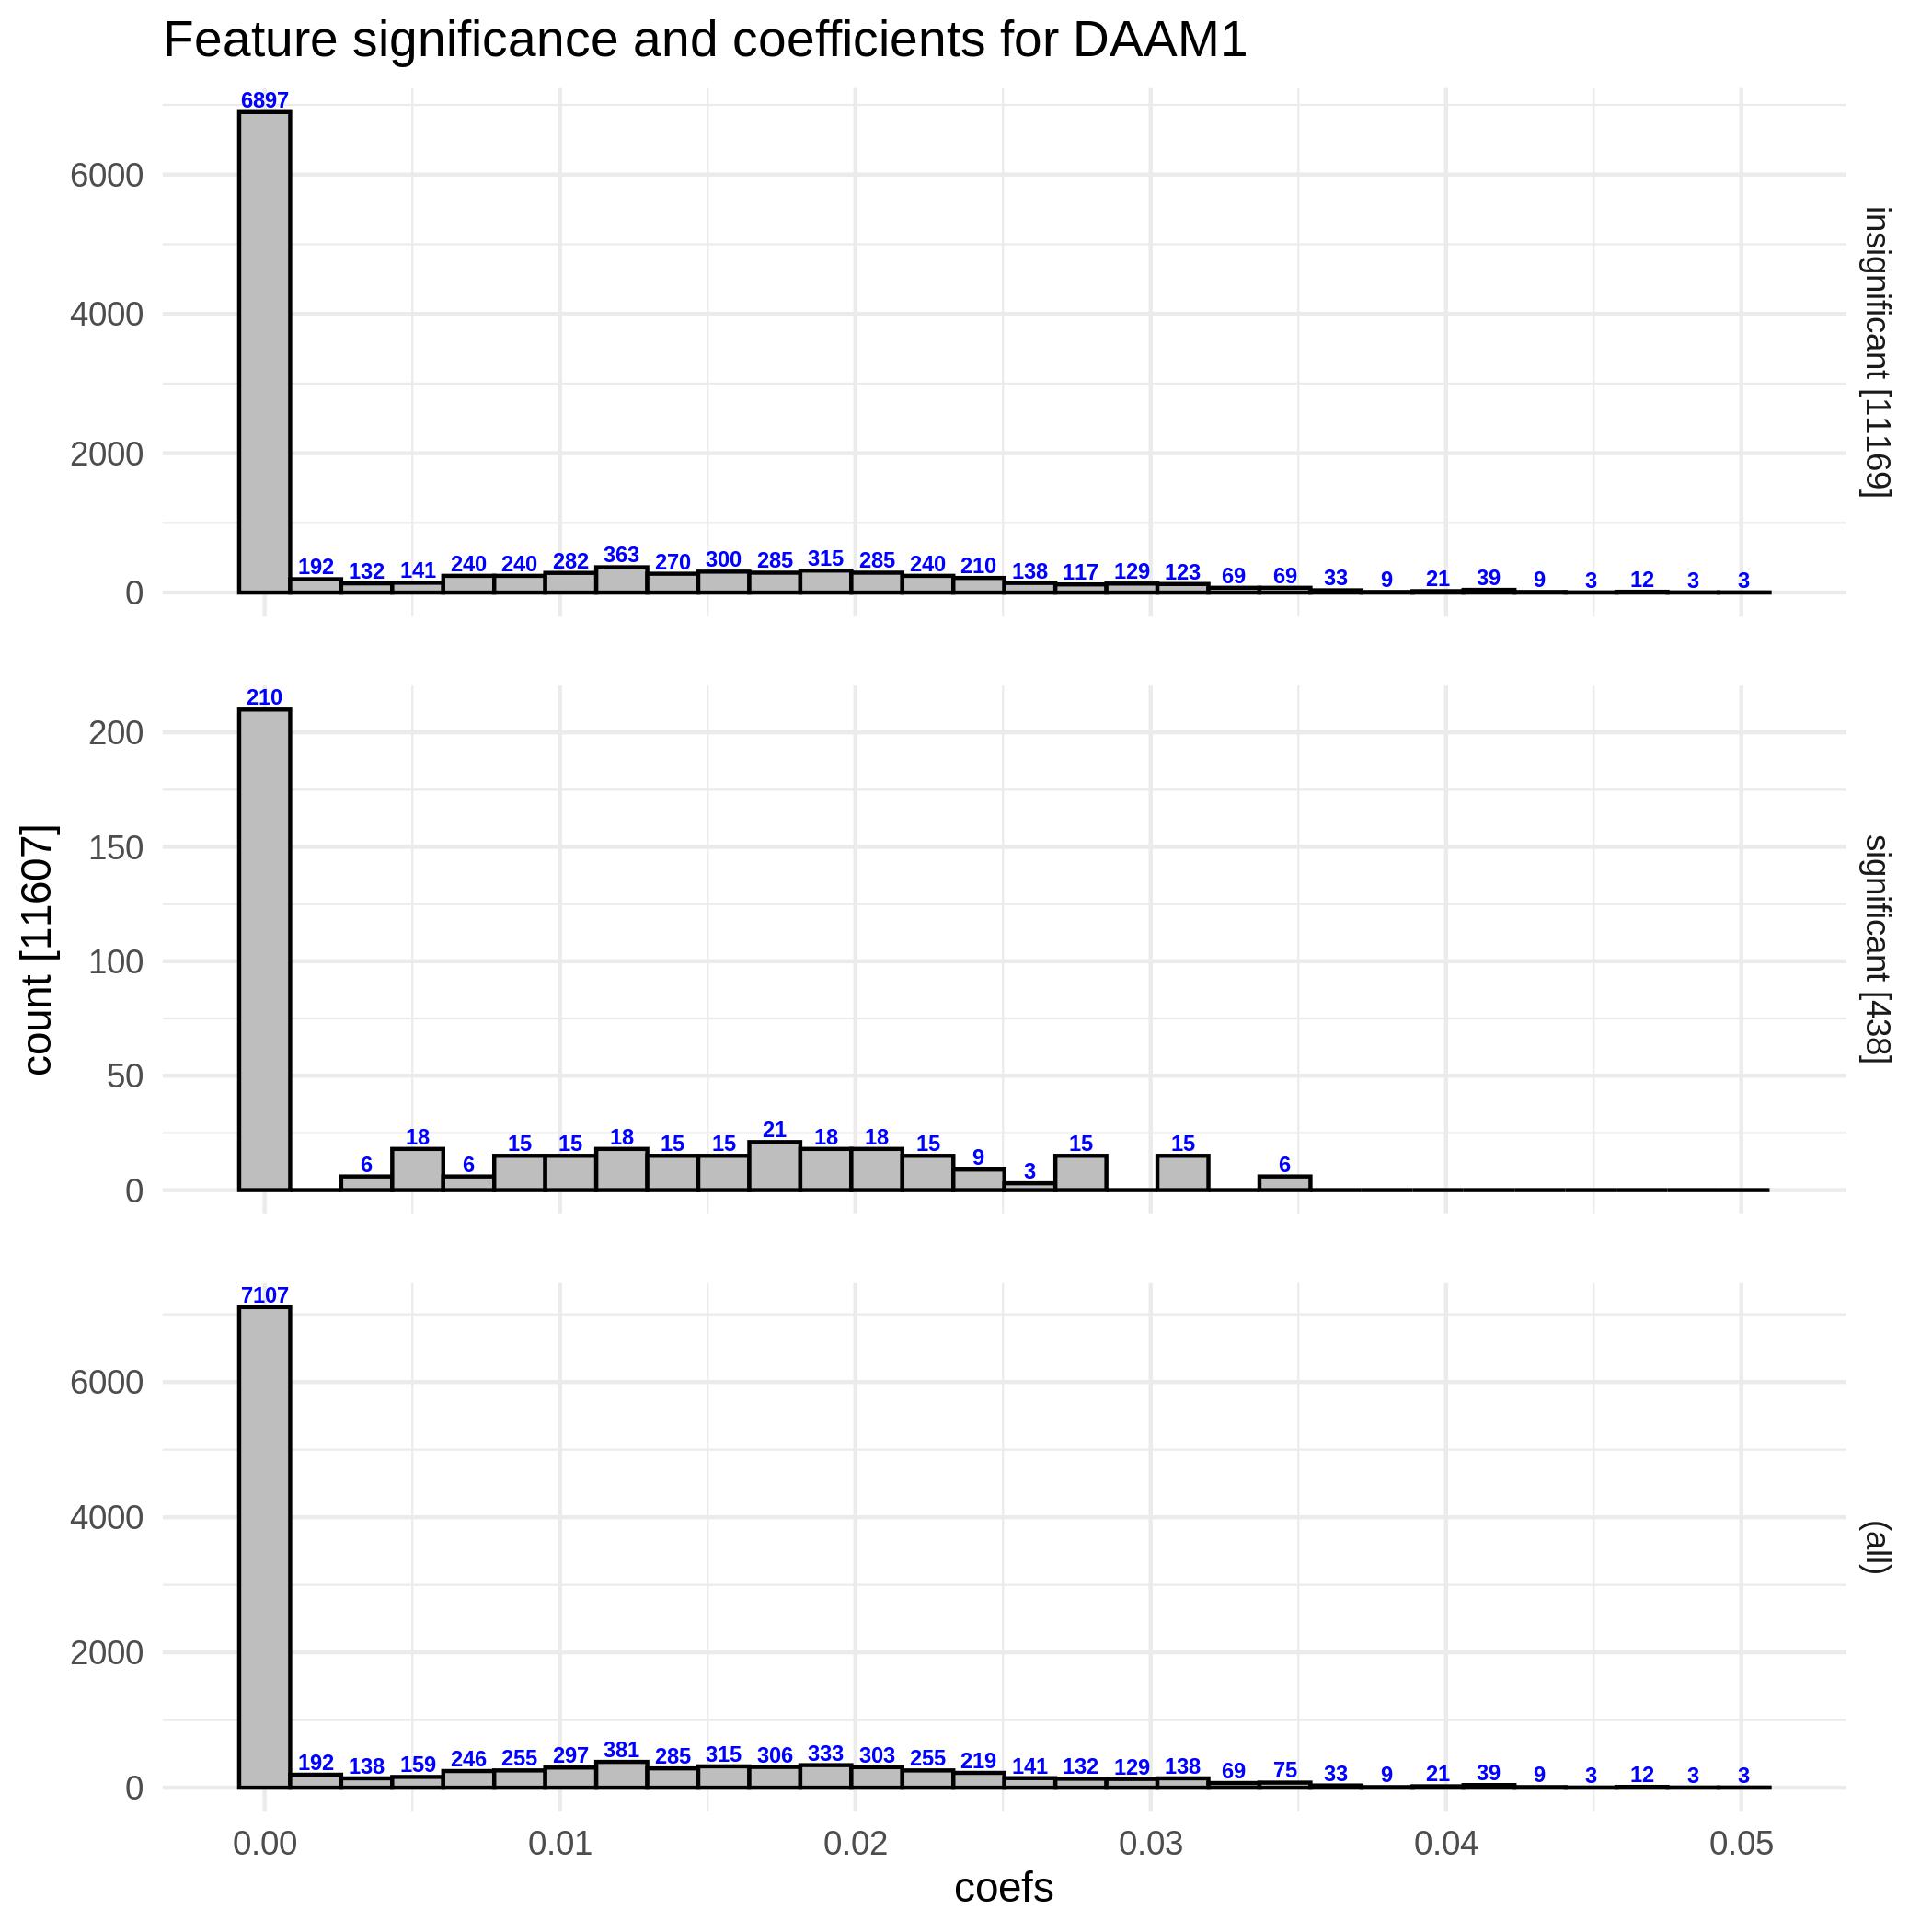 Feature significance and coefficients for DAAM1
6897
6000
4000
2000
0
192 132 141 240 240 282 363 270 300 285 315 285 240 210 138 117 129 123 69 69 33 9 21 39 9 3 12 3 3
insignificant [11169]
210
200
150
100
50
0
6 18 6 15 15 18 15 15 21 18 18 15 9 3 15 15 6
significant [438]
count [11607]
7107
6000
4000
2000
0
192 138 159 246 255 297 381 285 315 306 333 303 255 219 141 132 129 138 69 75 33 9 21 39 9 3 12 3 3
(all)
0.00 0.01 0.02 0.03 0.04 0.05
coefs